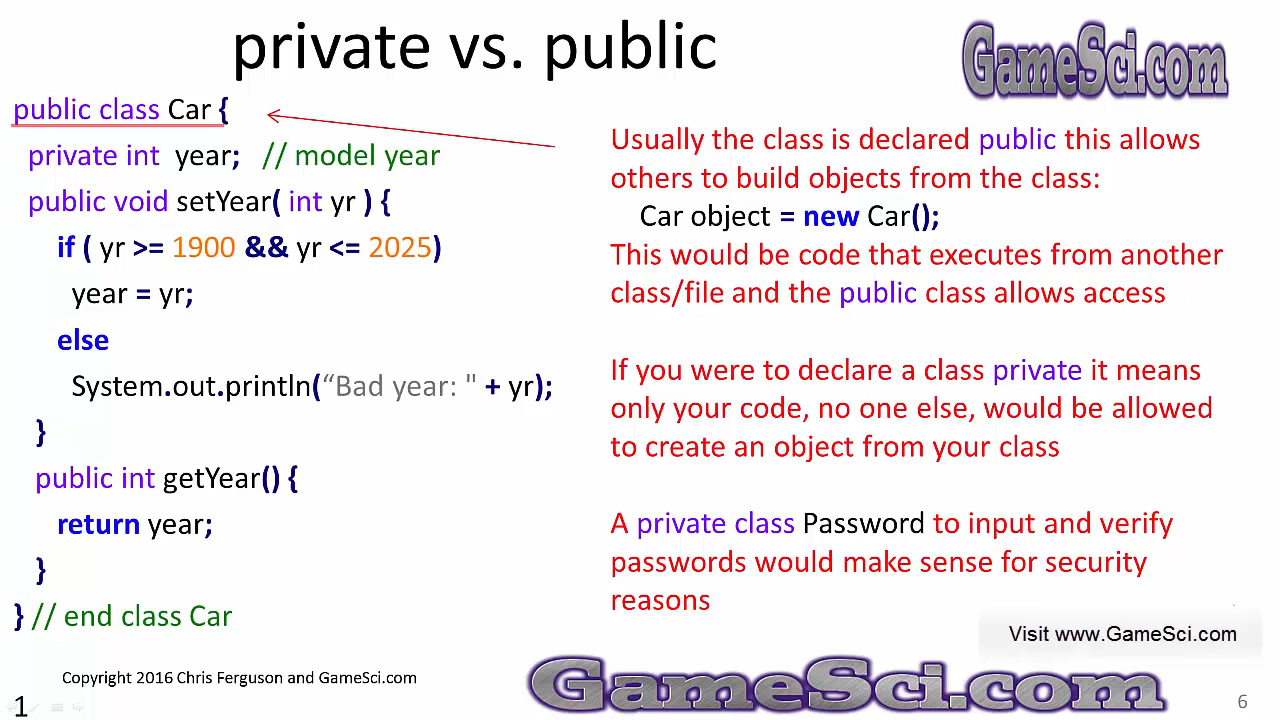 private vs. public
GameSci.com
public class Car {
private int year; // model year
public void setYear( int yr ) {
if ( yr >= 1900 && yr <= 2025)
year = yr;
else
System.out.println(“Bad year: " + yr);
}
public int getYear() {
return year;
}
} // end class Car
Usually the class is declared public this allows
others to build objects from the class:
Car object = new Car();
This would be code that executes from another
class/file and the public class allows access
If you were to declare a class private it means
only your code, no one else, would be allowed
to create an object from your class
A private class Password to input and verify
passwords would make sense for security
reasons
Visit www.GameSci.com
Copyright 2016 Chris Ferguson and GameSci.com
GameSci.com
1
6